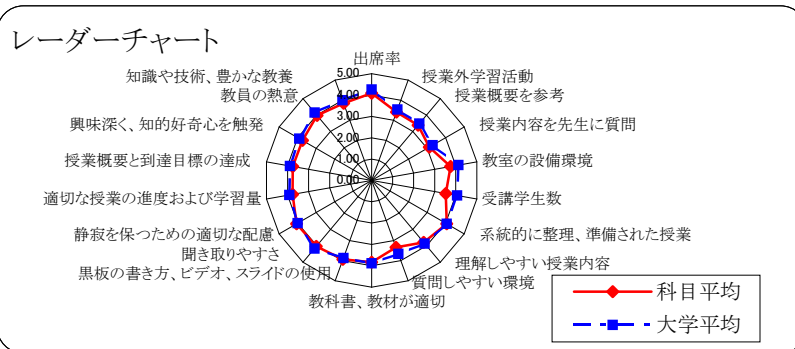 レーダーチャート
出席率
授業外学習活動
授業概要を参考
授業内容を先生に質問
教室の設備環境
受講学生数
系統的に整理、準備された授業
理解しやすい授業内容
質問しやすい環境
教科書、教材が適切
黒板の書き方、ビデオ、スライドの使用
聞き取りやすさ
静寂を保つための適切な配慮
適切な授業の進度および学習量
授業概要と到達目標の達成
興味深く、知的好奇心を触発
教員の熱意
知識や技術、豊かな教養
5.00
4.00
3.00
2.00
1.00
0.00
科目平均
大学平均